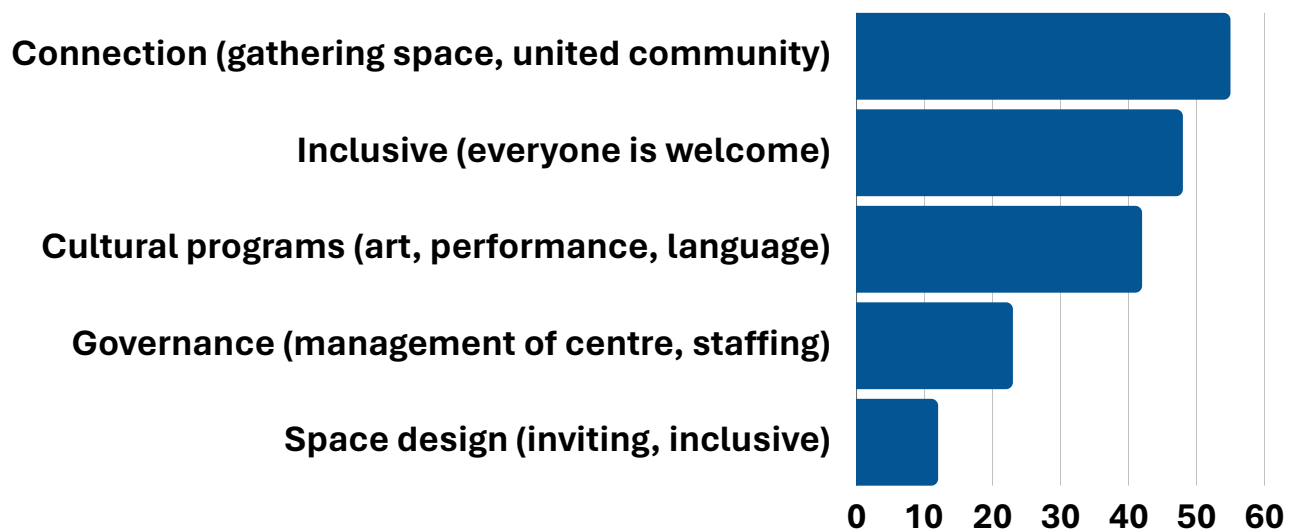 Connection (gathering space, united community)
Inclusive (everyone is welcome)
Cultural programs (art, performance, language)
Governance (management of centre, staffing)
Space design (inviting, inclusive)
0 10 20 30 40 50 60